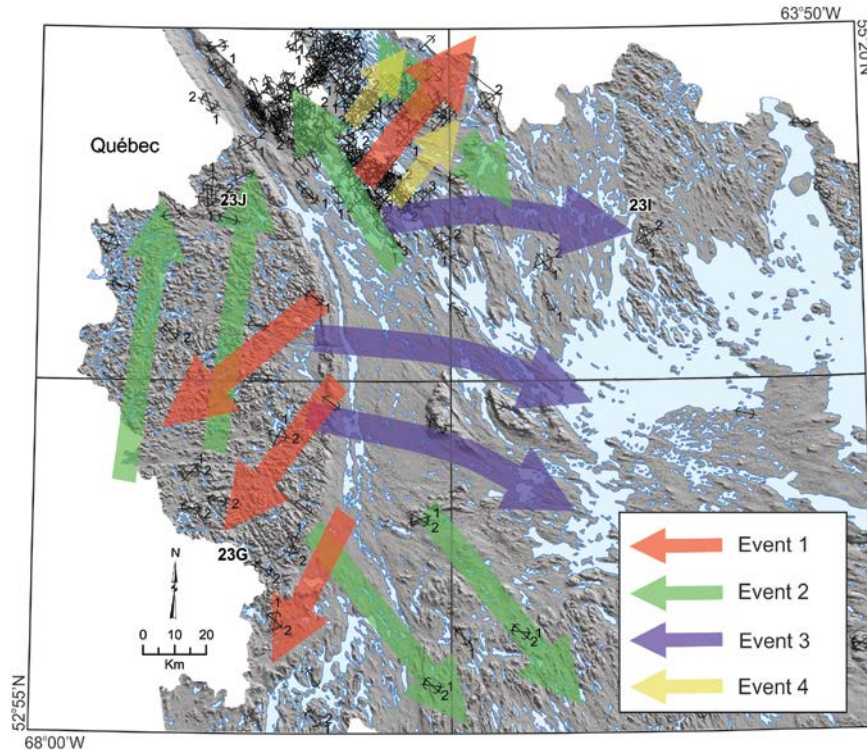 63°50'W
55°20'N
Québec
23J
23I
23G
N
0 10 20
Km
Event 1
Event 2
Event 3
Event 4
52°55'N
68°00'W